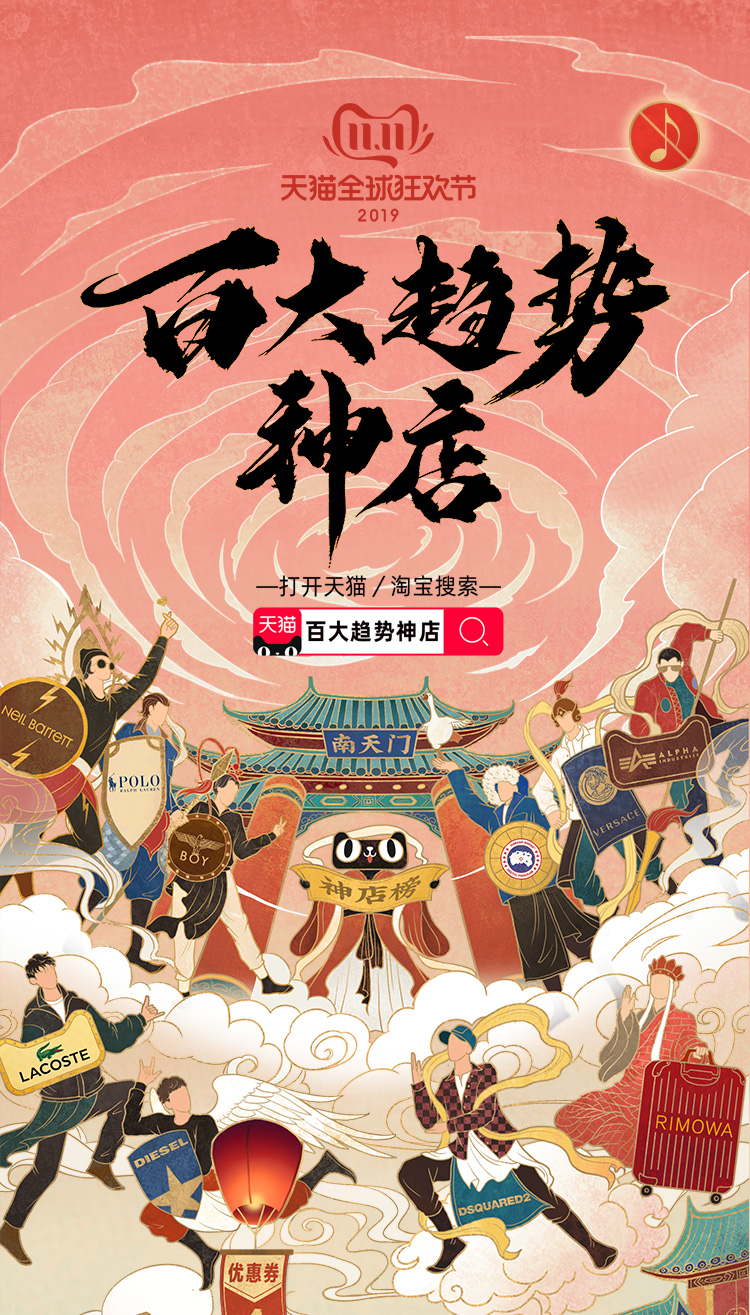 11.11
天猫全球狂欢节
2019
百大趋势
神店
打开天猫/淘宝搜索
天猫
百大趋势神店
南天门
NEIL BARRETT
POLO
RALPH LAUREN
BOY
神店榜
VERSACE
ALPHA
INDUSTRIES
LACOSTE
DIESEL
DSQUARED2
RIMOWA
优惠券